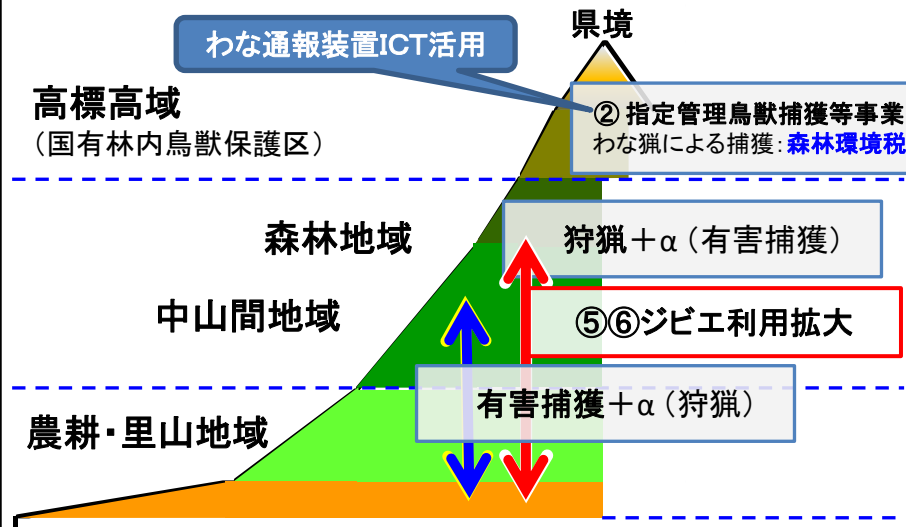 県境
わな通報装置ICT活用
高標高域
（国有林内鳥獣保護区）
② 指定管理鳥獣捕獲等事業
わな猟による捕獲：森林環境税
森林地域
狩猟＋α（有害捕獲）
中山間地域
⑤⑥ジビエ利用拡大
有害捕獲＋α（狩猟）
農耕・里山地域